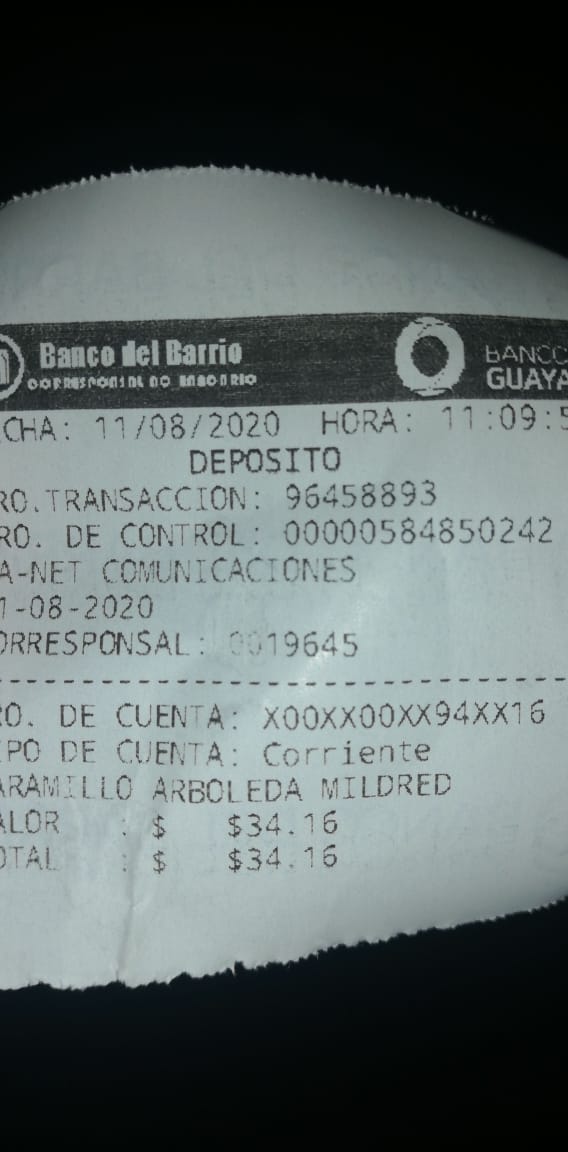 Banco del Barrio
CORRESPONSAL NO BANCARIO
BANCO
GUAYA
CHA: 11/08/2020 HORA: 11:09:5
DEPOSITO
RO.TRANSACCION: 96458893
RO. DE CONTROL: 00000584850242
A-NET COMUNICACIONES
1-08-2020
ORRESPONSAL: 0019645
RO. DE CUENTA: X00XX00XX94XX16
IPO DE CUENTA: Corriente
ARAMILLO ARBOLEDA MILDRED
ALOR : $ $34.16
OTAL : $ $34.16